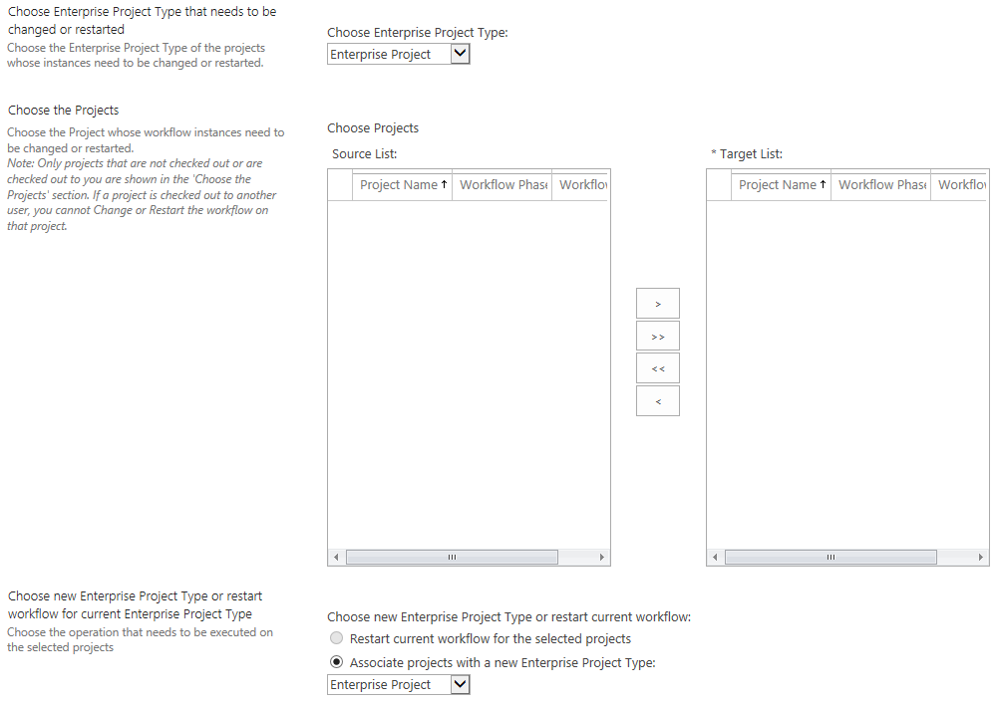 Choose Enterprise Project Type that needs to be
changed or restarted
Choose the Enterprise Project Type of the projects
whose instances need to be changed or restarted.
Choose Enterprise Project Type:
Enterprise Project
Choose the Projects
Choose the Project whose workflow instances need to
be changed or restarted.
Note: Only projects that are not checked out or are
checked out to you are shown in the 'Choose the
Projects' section. If a project is checked out to another
user, you cannot Change or Restart the workflow on
that project.
Choose Projects
Source List:
Project Name ↑ Workflow Phase Workflow
>
>>
<<
<
* Target List:
Project Name ↑ Workflow Phase Workflow
Choose new Enterprise Project Type or restart
workflow for current Enterprise Project Type
Choose the operation that needs to be executed on
the selected projects
Choose new Enterprise Project Type or restart current workflow:
Restart current workflow for the selected projects
Associate projects with a new Enterprise Project Type:
Enterprise Project